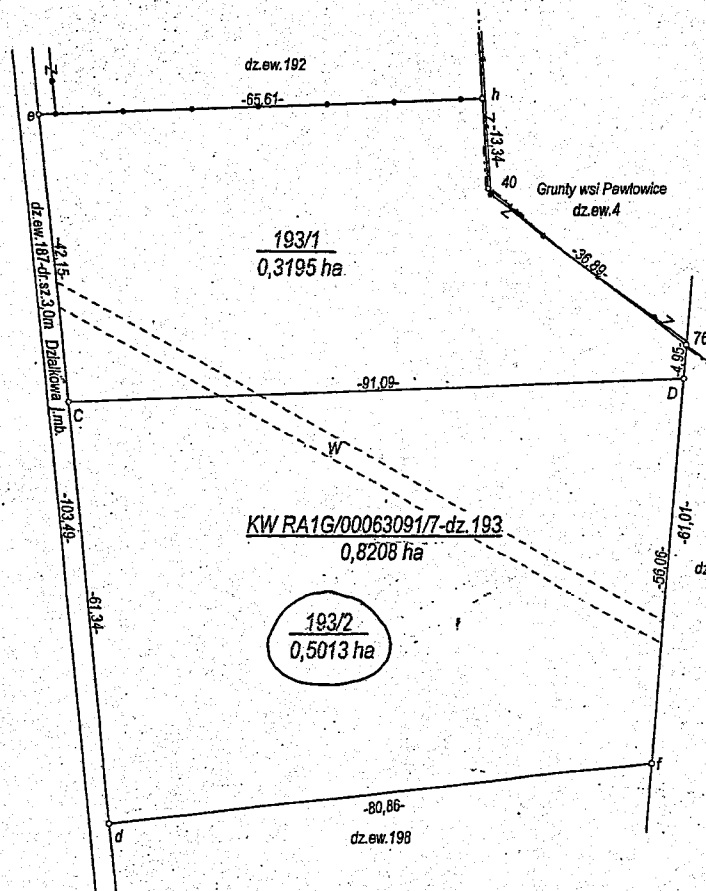 dz.ew.192
-65,61-
e
h
-13,34-
40
Grunty wsi Pawłowice
dz.ew.4
-36,89-
76
193/1
0,3195 ha
-42,15-
dz.ew.187-dr.sz.3,0m Działkowa I.mb.
-4,95-
-91,09-
C
D
W
-103,49-
KW RA1G/00063091/7-dz.193
0,8208 ha
-61,01-
-56,06-
dz
-61,34-
193/2
0,5013 ha
f
-80,86-
d
dz.ew.198